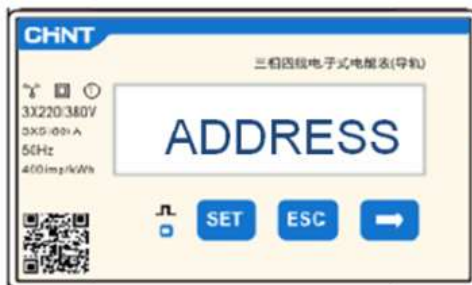 CHNT
三相四线电子式电能表(导轨)
3X220/380V
50Hz
400imp/kWh
ADDRESS
SET ESC